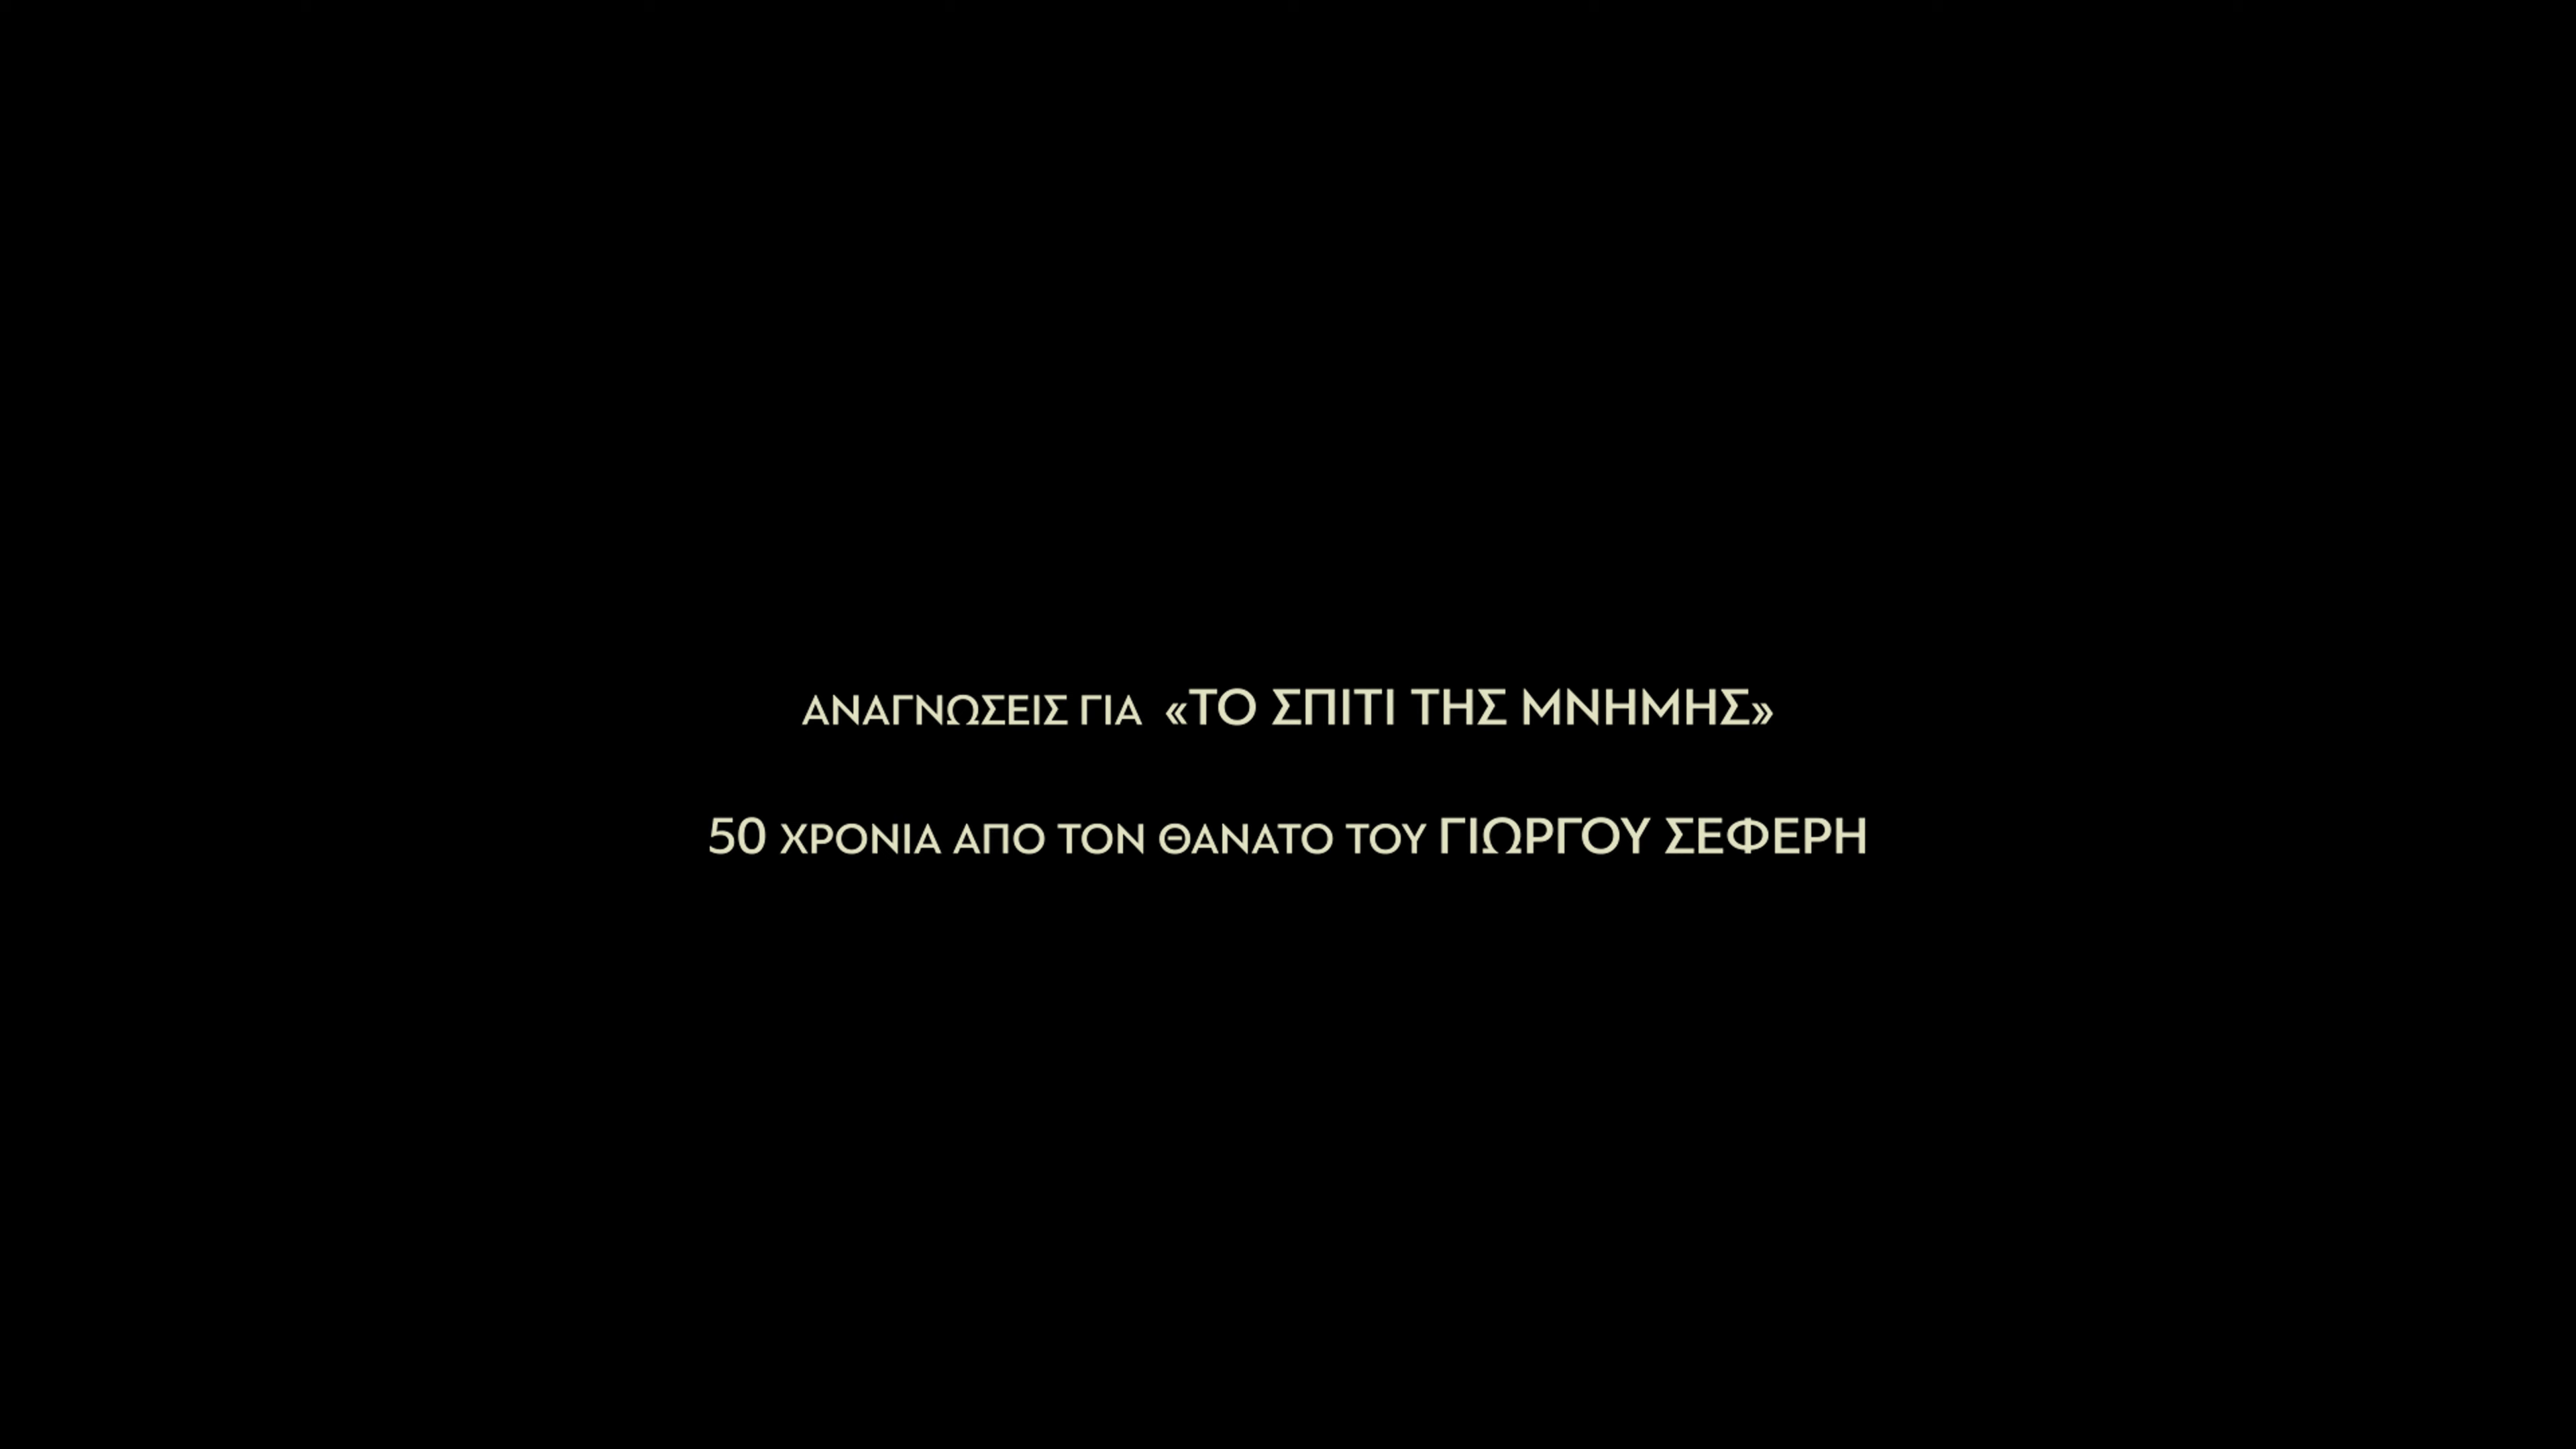 ΑΝΑΓΝΩΣΕΙΣ ΓΙΑ «ΤΟ ΣΠΙΤΙ ΤΗΣ ΜΝΗΜΗΣ»
50 ΧΡΟΝΙΑ ΑΠΟ ΤΟΝ ΘΑΝΑΤΟ ΤΟΥ ΓΙΩΡΓΟΥ ΣΕΦΕΡΗ